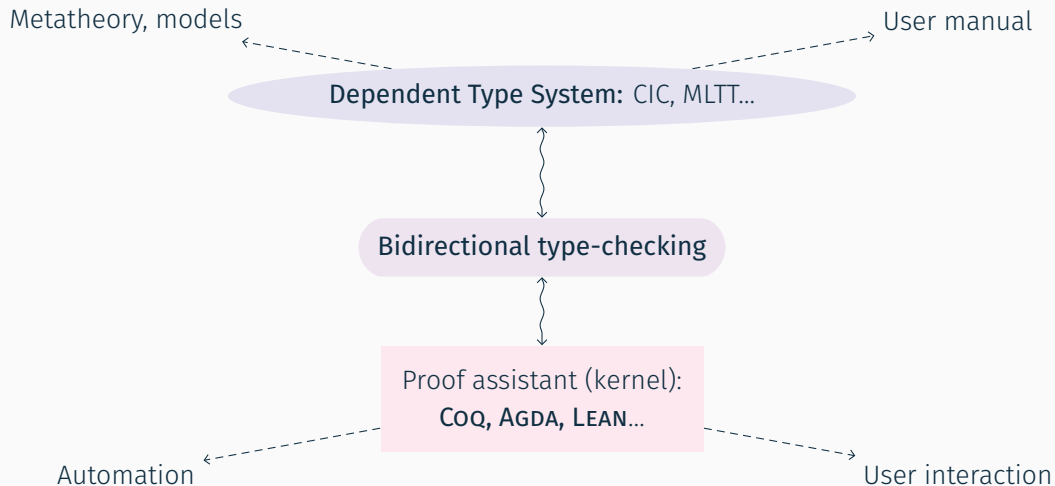 Metatheory, models
User manual
Dependent Type System: CIC, MLTT...
Bidirectional type-checking
Proof assistant (kernel):
COQ, AGDA, LEAN...
Automation
User interaction